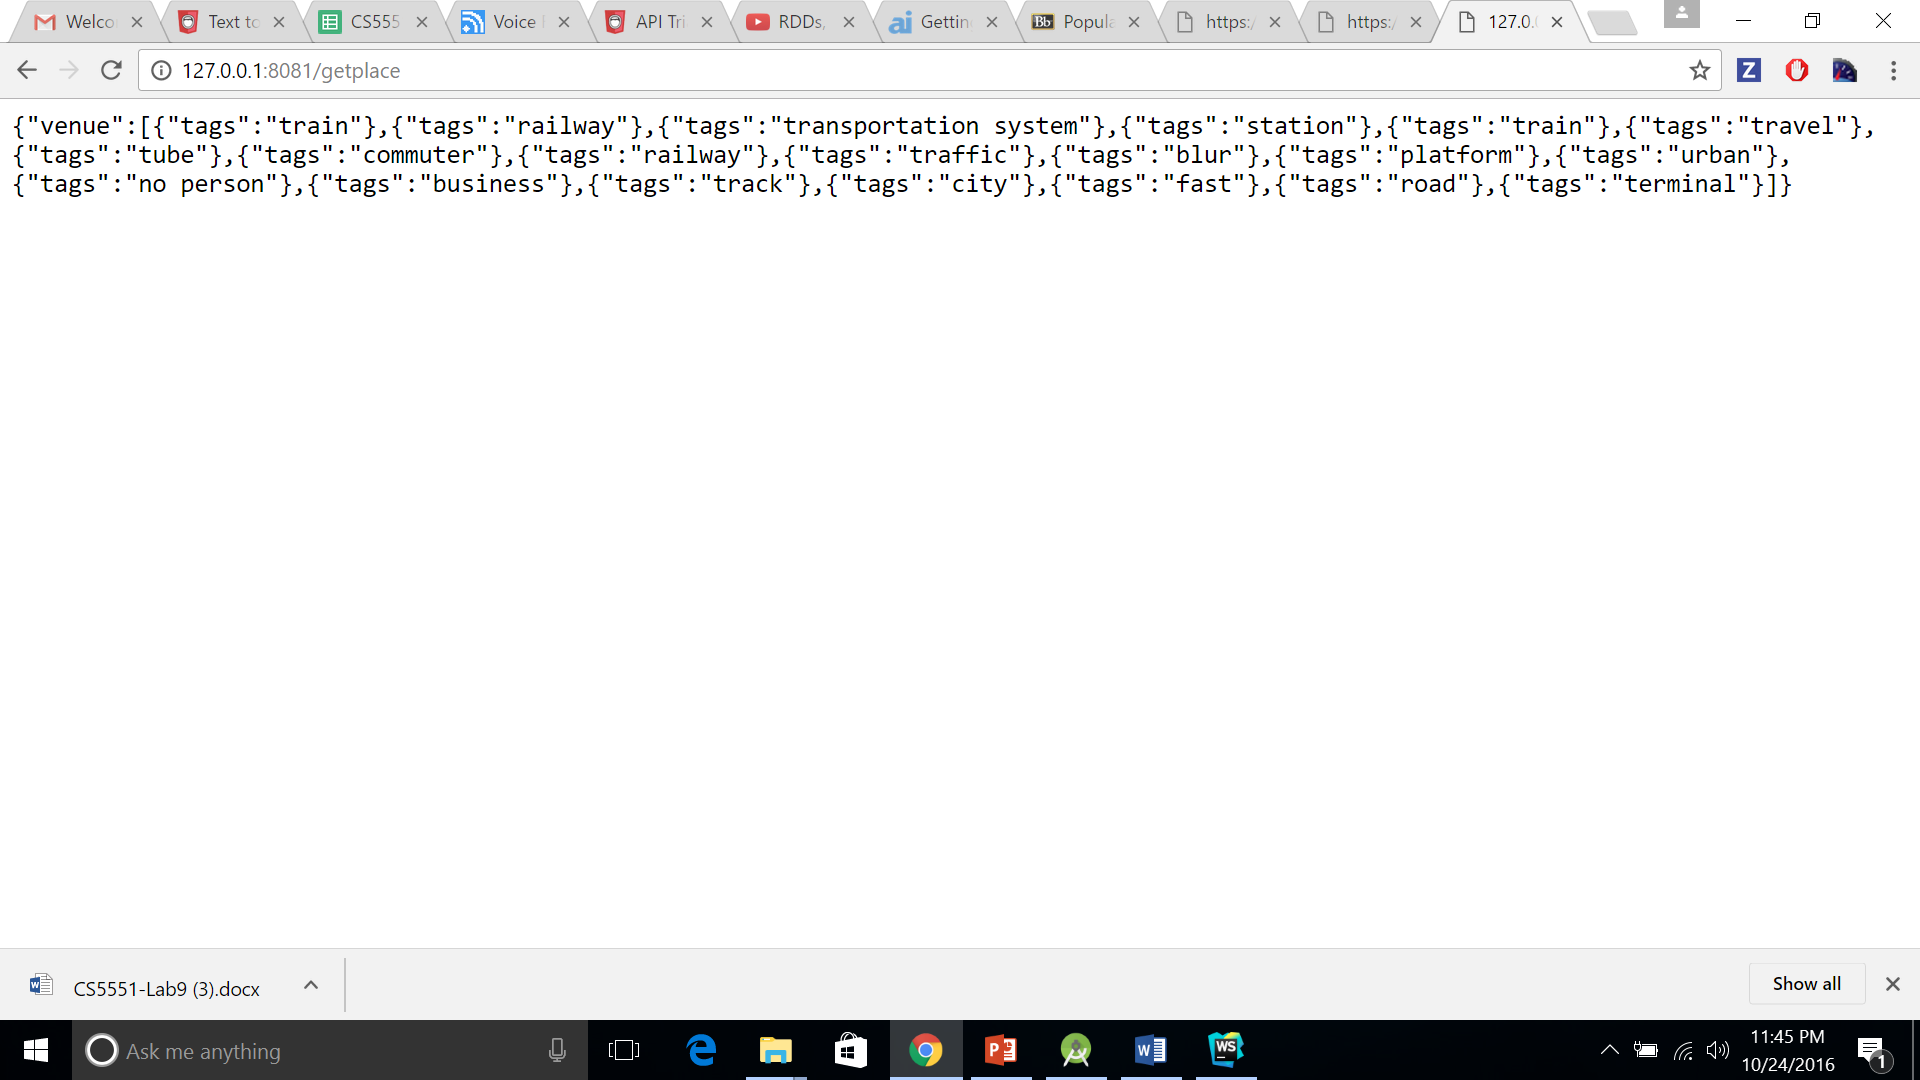 Welco
Text to
CS555
Voice
API Tri
RDDs,
Gettin
Popula
https:/
https:/
127.0.
127.0.0.1:8081/getplace
{"venue":[{"tags":"train"},{"tags":"railway"},{"tags":"transportation system"},{"tags":"station"},{"tags":"train"},{"tags":"travel"},
{"tags":"tube"},{"tags":"commuter"},{"tags":"railway"},{"tags":"traffic"},{"tags":"blur"},{"tags":"platform"},{"tags":"urban"},
{"tags":"no person"},{"tags":"business"},{"tags":"track"},{"tags":"city"},{"tags":"fast"},{"tags":"road"},{"tags":"terminal"}]}
CS5551-Lab9 (3).docx
Show all
Ask me anything
11:45 PM
10/24/2016
1